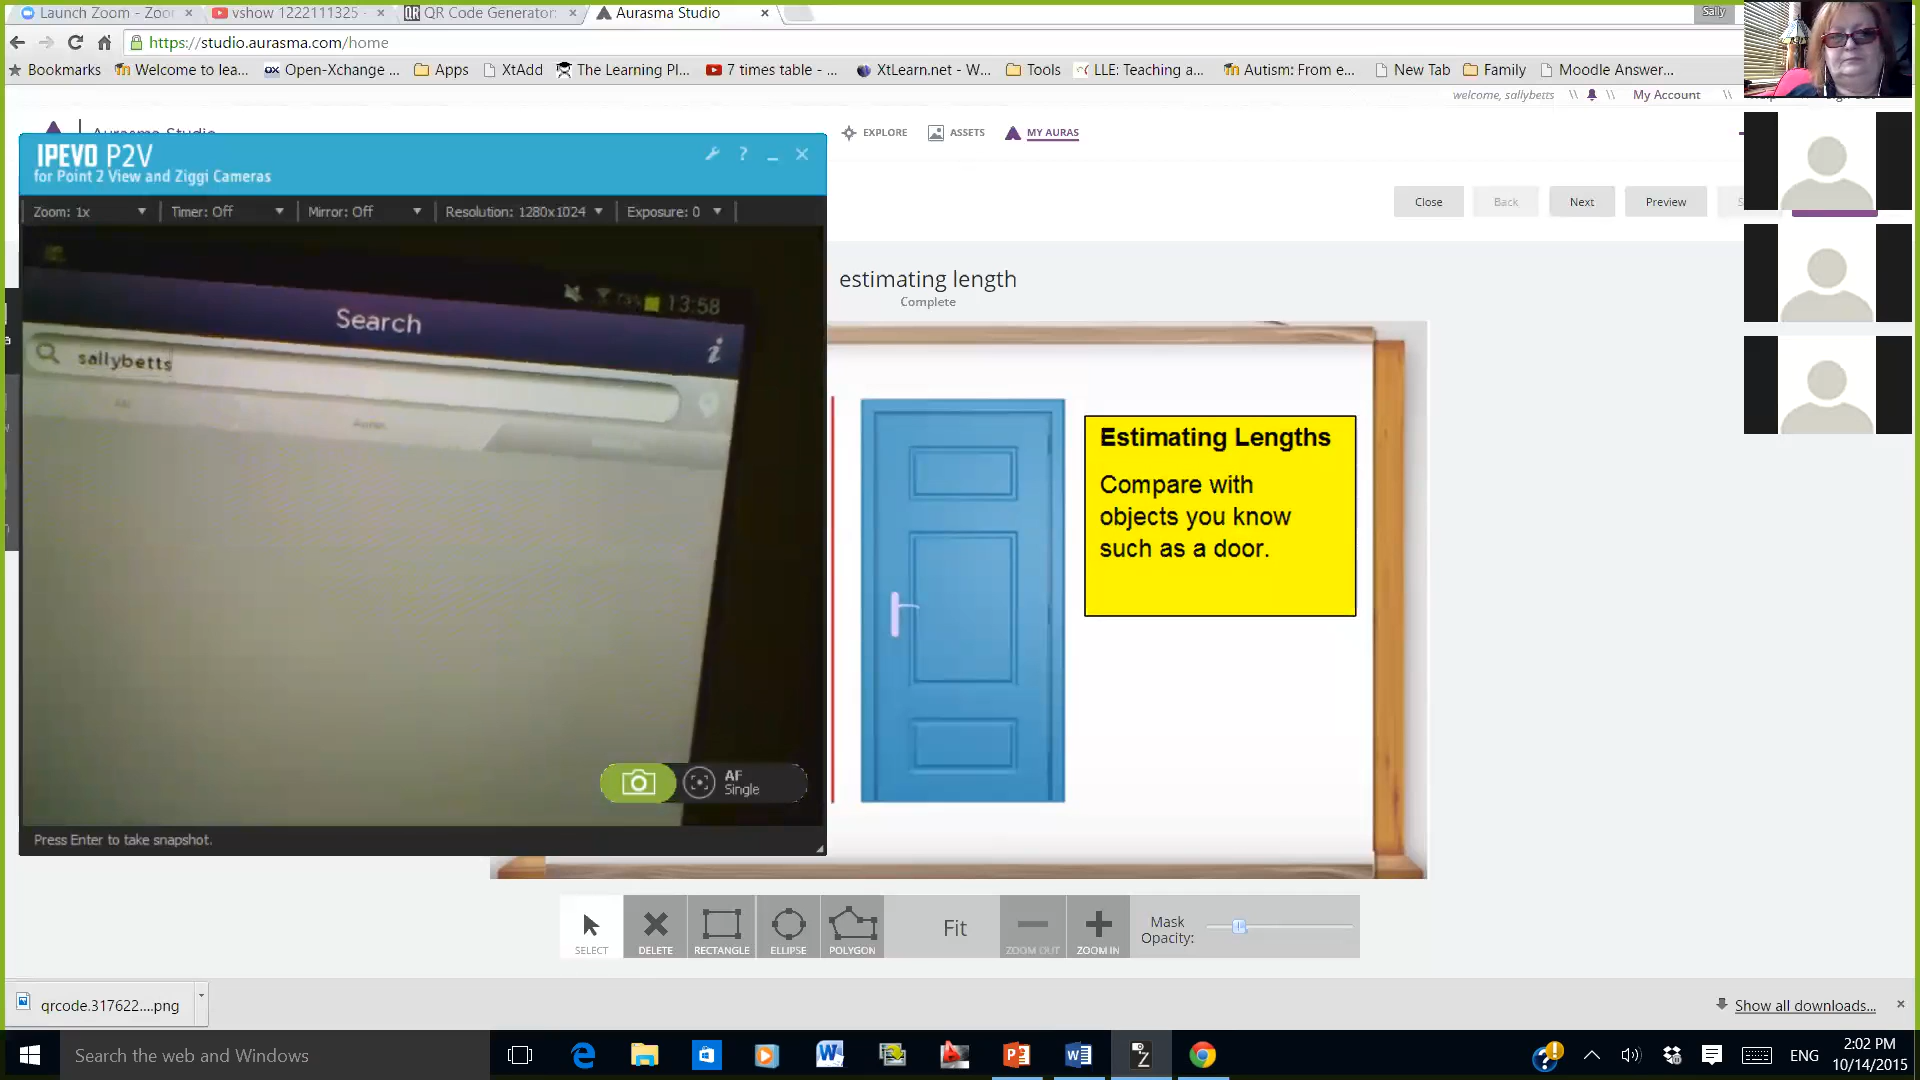 Launch Zoom - Zoo
vshow 1222111325 -
QR Code Generator:
Aurasma Studio
Sally
https://studio.aurasma.com/home
Bookmarks
Welcome to lea...
Open-Xchange ...
Apps
XtAdd
The Learning Pl...
7 times table - ...
XtLearn.net - W...
Tools
LLE: Teaching a...
Autism: From e...
New Tab
Family
Moodle Answer...
welcome, sallybetts
\\
\\
My Account
\\
Aurasma Studio
EXPLORE
ASSETS
MY AURAS
Close
Back
Next
Preview
IPEVO P2V
for Point 2 View and Ziggi Cameras
Zoom: 1x
Timer: Off
Mirror: Off
Resolution: 1280x1024
Exposure: 0
13:58
Search
sallybetts
Auras
AF
Single
Press Enter to take snapshot.
estimating length
Complete
Estimating Lengths
Compare with
objects you know
such as a door.
SELECT
DELETE
RECTANGLE
ELLIPSE
POLYGON
Fit
ZOOM OUT
ZOOM IN
Mask
Opacity:
qrcode.317622....png
Show all downloads...
Search the web and Windows
ENG
2:02 PM
10/14/2015